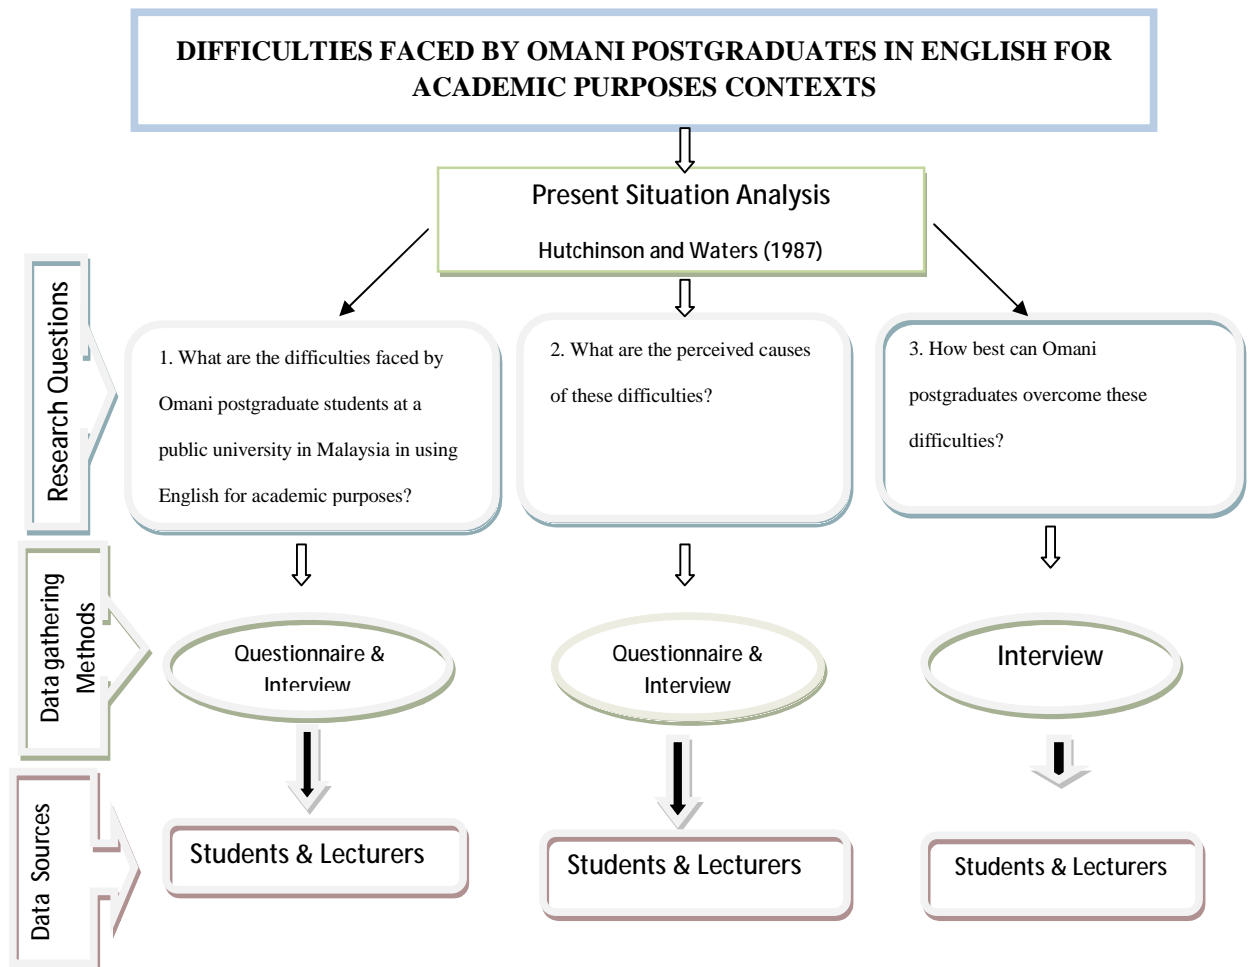 DIFFICULTIES FACED BY OMANI POSTGRADUATES IN ENGLISH FOR
ACADEMIC PURPOSES CONTEXTS
Present Situation Analysis
Hutchinson and Waters (1987)
Research Questions
1. What are the difficulties faced by
Omani postgraduate students at a
public university in Malaysia in using
English for academic purposes?
2. What are the perceived causes
of these difficulties?
3. How best can Omani
postgraduates overcome these
difficulties?
Data gathering
Methods
Questionnaire &
Interview
Questionnaire &
Interview
Interview
Data Sources
Students & Lecturers
Students & Lecturers
Students & Lecturers